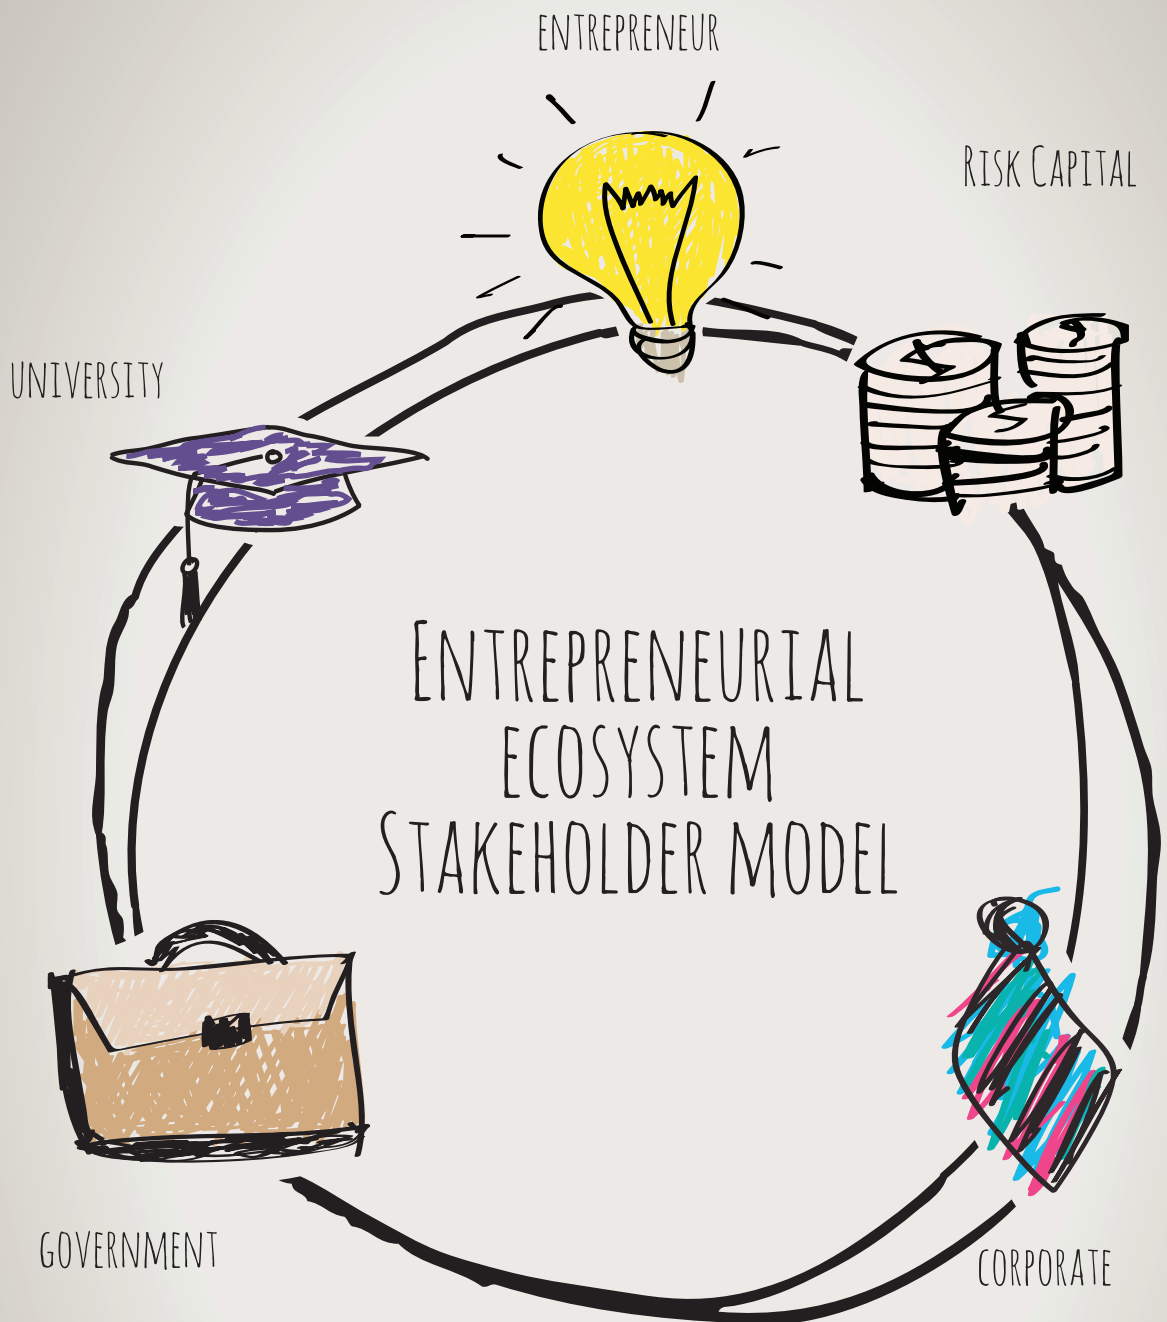 ENTREPRENEUR
RISK CAPITAL
UNIVERSITY
ENTREPRENEURIAL
ECOSYSTEM
STAKEHOLDER MODEL
GOVERNMENT
CORPORATE